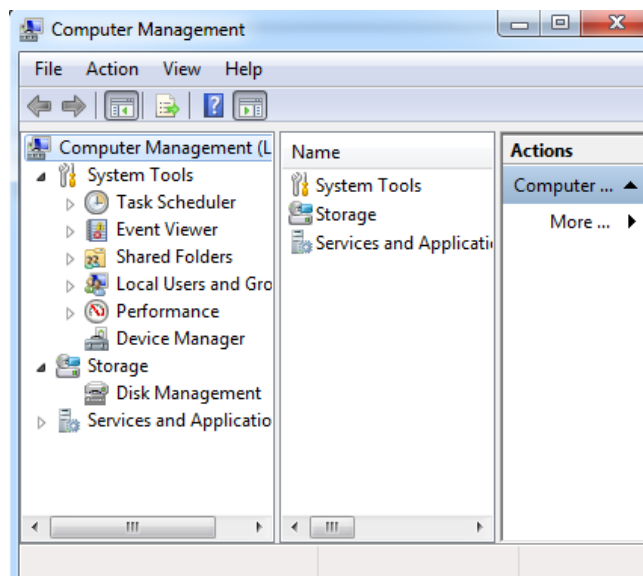 Computer Management
File Action View Help
Computer Management (L
System Tools
Task Scheduler
Event Viewer
Shared Folders
Local Users and Gro
Performance
Device Manager
Storage
Disk Management
Services and Applicatio
Name
System Tools
Storage
Services and Applicati
Actions
Computer ...
More ...